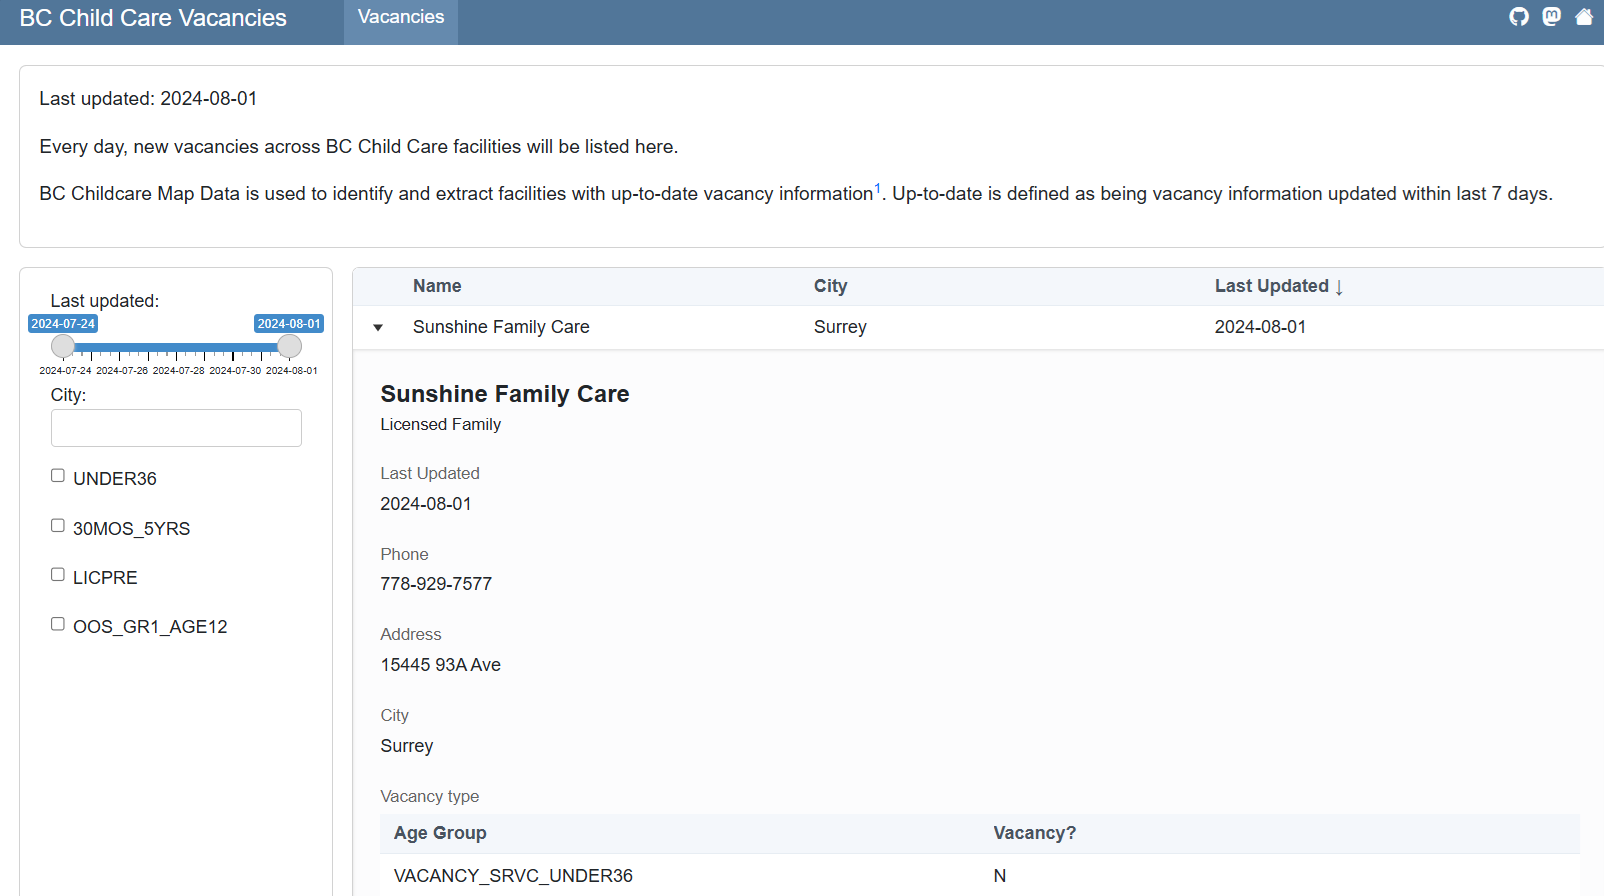 BC Child Care Vacancies
Vacancies
Last updated: 2024-08-01
Every day, new vacancies across BC Child Care facilities will be listed here.
BC Childcare Map Data is used to identify and extract facilities with up-to-date vacancy information1. Up-to-date is defined as being vacancy information updated within last 7 days.
Last updated:
2024-07-24 2024-08-01
2024-07-24 2024-07-26 2024-07-28 2024-07-30 2024-08-01
City:
UNDER36
30MOS_5YRS
LICPRE
OOS_GR1_AGE12
Name City Last Updated ↓
Sunshine Family Care Surrey 2024-08-01
Sunshine Family Care
Licensed Family
Last Updated
2024-08-01
Phone
778-929-7577
Address
15445 93A Ave
City
Surrey
Vacancy type
Age Group Vacancy?
VACANCY_SRVC_UNDER36 N